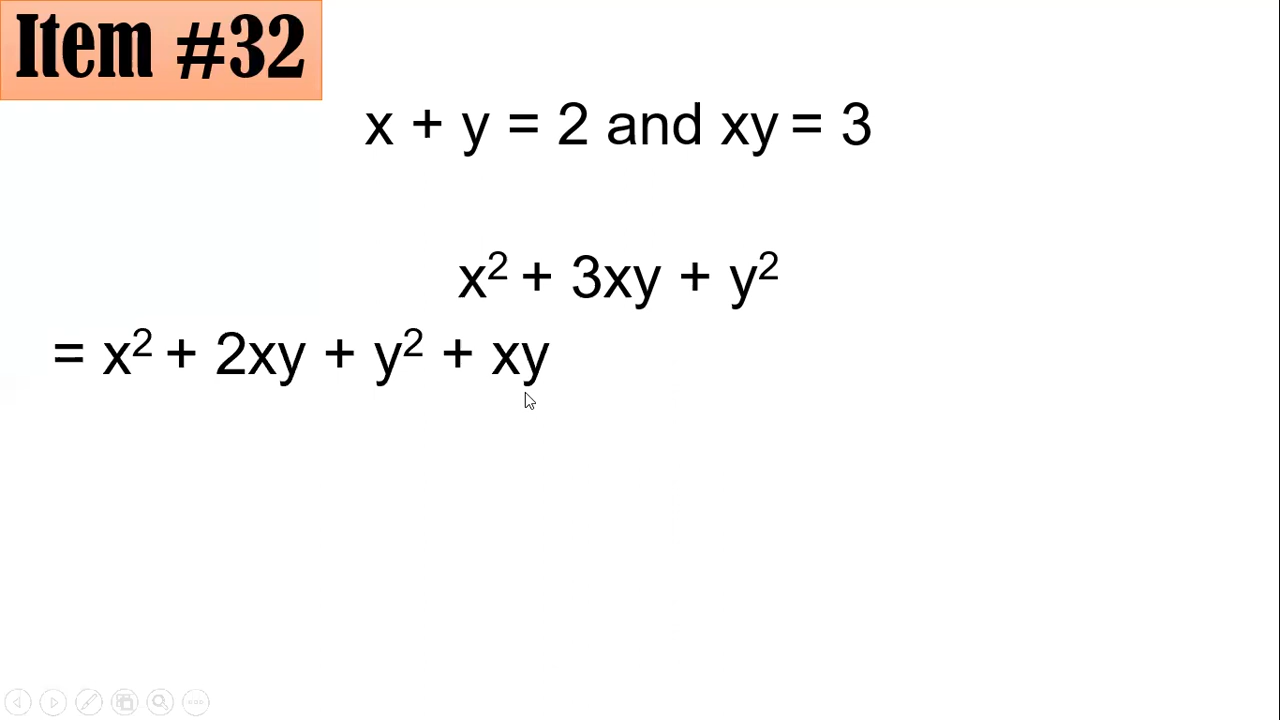 Item #32
x + y = 2 and xy = 3
x² + 3xy + y²
= x² + 2xy + y² + xy